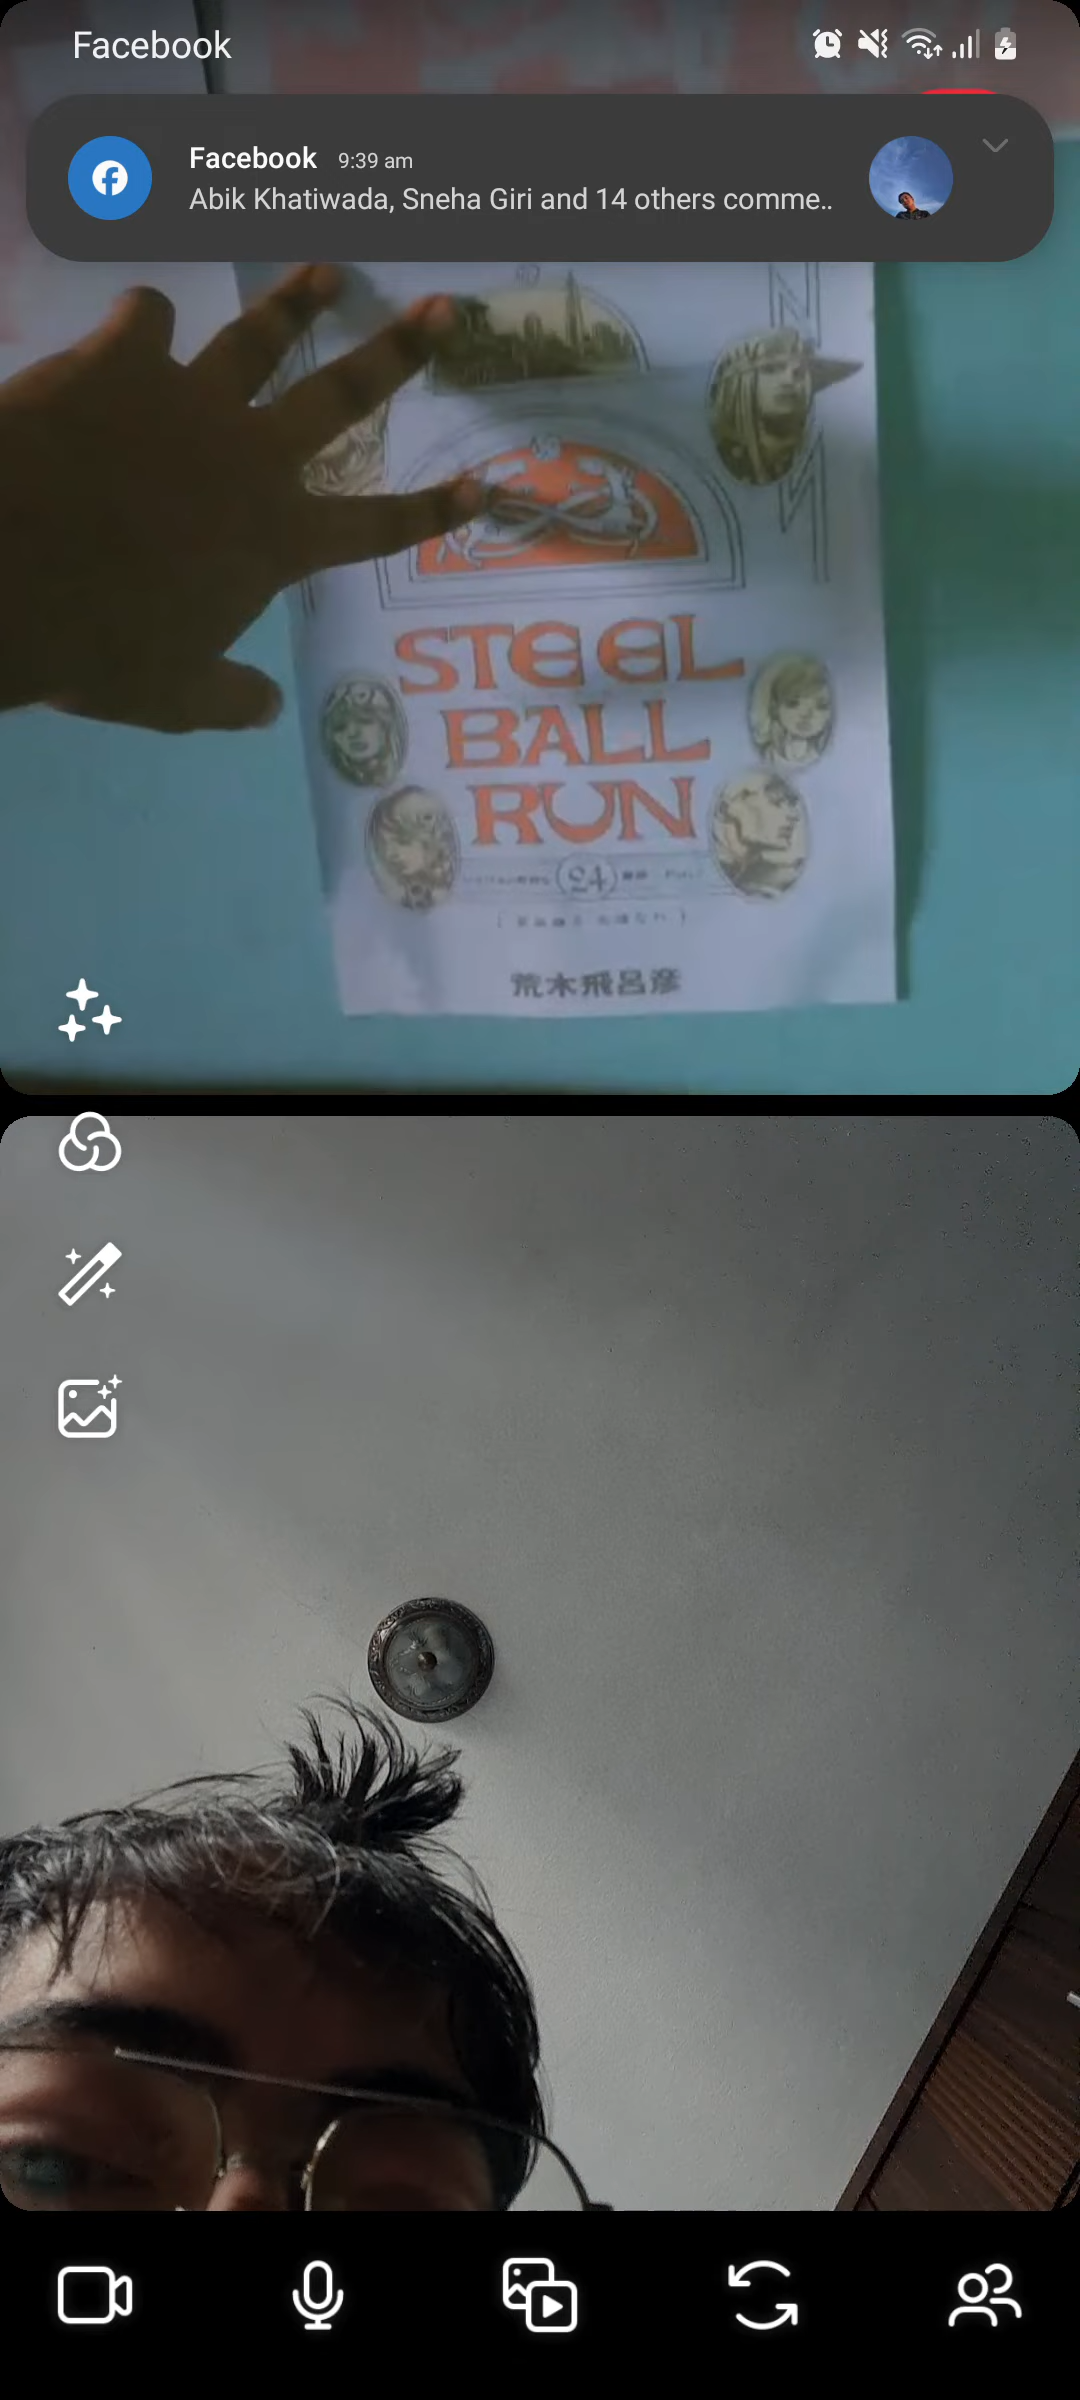 Facebook
Facebook 9:39 am
Abik Khatiwada, Sneha Giri and 14 others comme..
STEEL
BALL
RUN
24
荒木飛呂彦